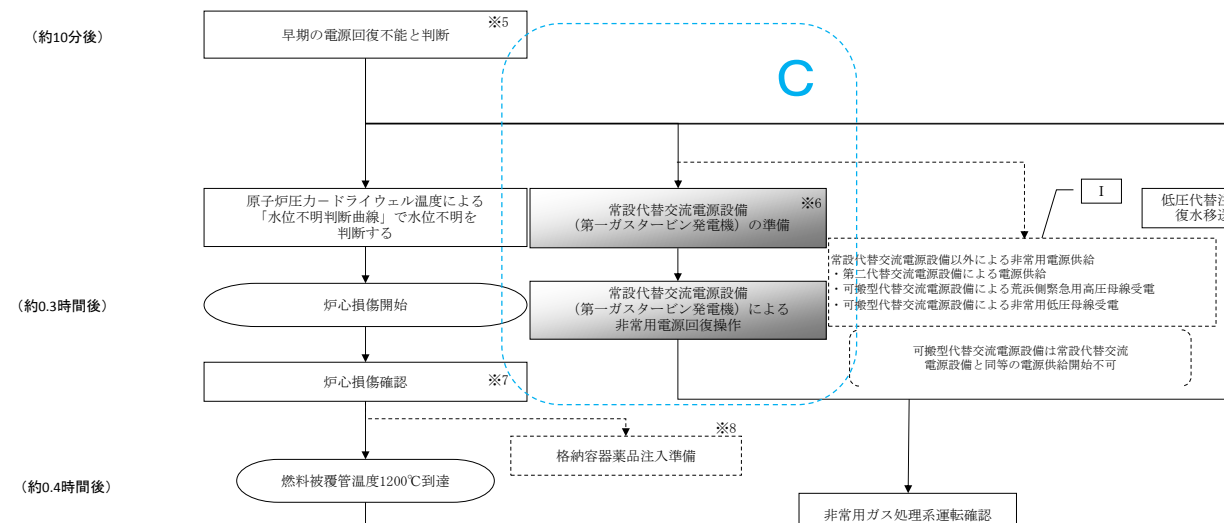 (約10分後)
※5
早期の電源回復不能と判断
C
原子炉圧力－ドライウェル温度による
「水位不明判断曲線」で水位不明を
判断する
※6
常設代替交流電源設備
（第一ガスタービン発電機）の準備
I
低圧代替注
復水移送
常設代替交流電源設備以外による非常用電源供給
・第二代替交流電源設備による電源供給
・可搬型代替交流電源設備による荒浜側緊急用高圧母線受電
・可搬型代替交流電源設備による非常用低圧母線受電
(約0.3時間後)
炉心損傷開始
常設代替交流電源設備
（第一ガスタービン発電機）による
非常用電源回復操作
可搬型代替交流電源設備は常設代替交流
電源設備と同等の電源供給開始不可
炉心損傷確認
※7
※8
格納容器薬品注入準備
(約0.4時間後)
燃料被覆管温度1200℃到達
非常用ガス処理系運転確認